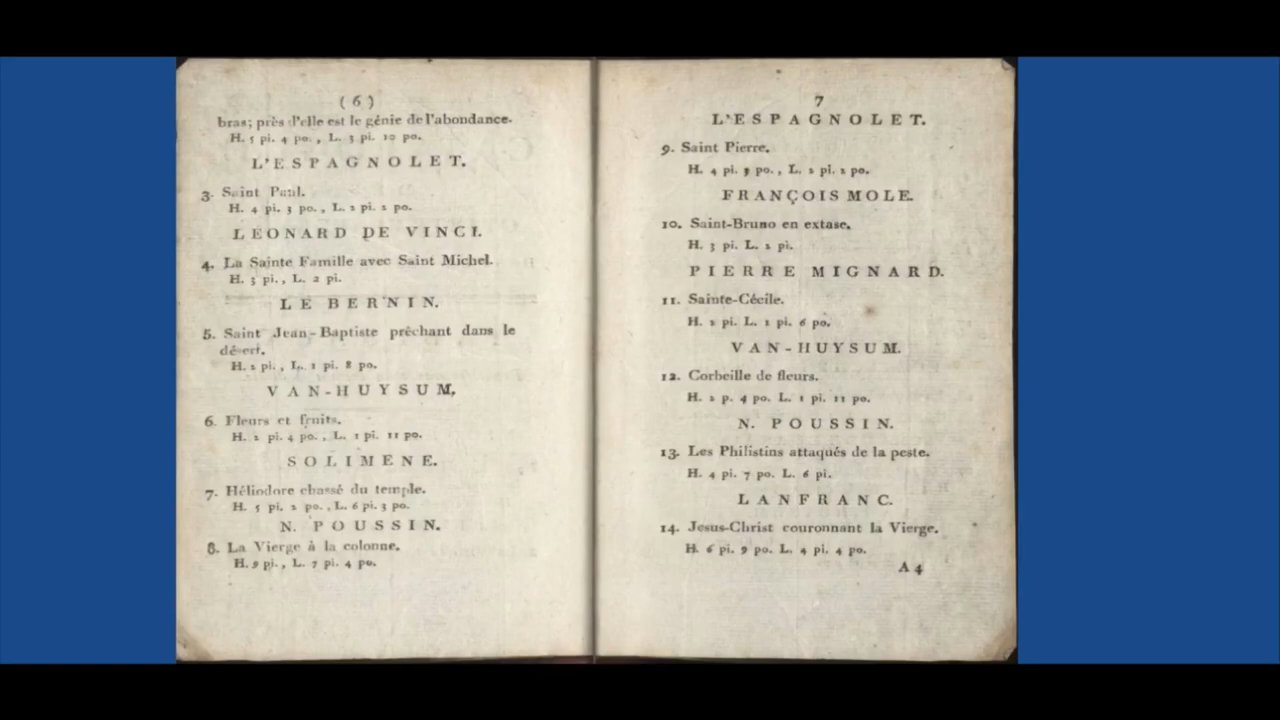 ( 6 )
bras; près d'elle est le génie de l'abondance.
H. 5 pi. 4 po., L. 3 pi. 10 po.
L'ESPAGNOLET.
3. Saint Paul.
H. 4 pi. 3 po., L. 2 pi. 2 po.
LEONARD DE VINCI.
4. La Sainte Famille avec Saint Michel.
H. 3 pi., L. 2 pi.
LE BERNIN.
5. Saint Jean-Baptiste prêchant dans le
désert.
H. 2 pi., L. 1 pi. 8 po.
VAN-HUYSUM.
6. Fleurs et fruits.
H. 2 pi. 4 po., L. 1 pi. 11 po.
SOLIMENE.
7. Héliodore chassé du temple.
H. 5 pi. 2 po., L. 6 pi. 3 po.
N. POUSSIN.
8. La Vierge à la colonne.
H. 9 pi., L. 7 pi. 4 po.
7
L'ESPAGNOLET.
9. Saint Pierre.
H. 4 pi. 3 po., L. 2 pi. 2 po.
FRANÇOIS MOLE.
10. Saint-Bruno en extase.
H. 3 pi. L. 2 pi.
PIERRE MIGNARD.
11. Sainte-Cécile.
H. 2 pi. L. 1 pi. 6 po.
VAN-HUYSUM.
12. Corbeille de fleurs.
H. 2 p. 4 po. L. 1 pi. 11 po.
N. POUSSIN.
13. Les Philistins attaqués de la peste.
H. 4 pi. 7 po. L. 6 pi.
LANFRANC.
14. Jesus-Christ couronnant la Vierge.
H. 6 pi. 9 po. L. 4 pi. 4 po.
A 4